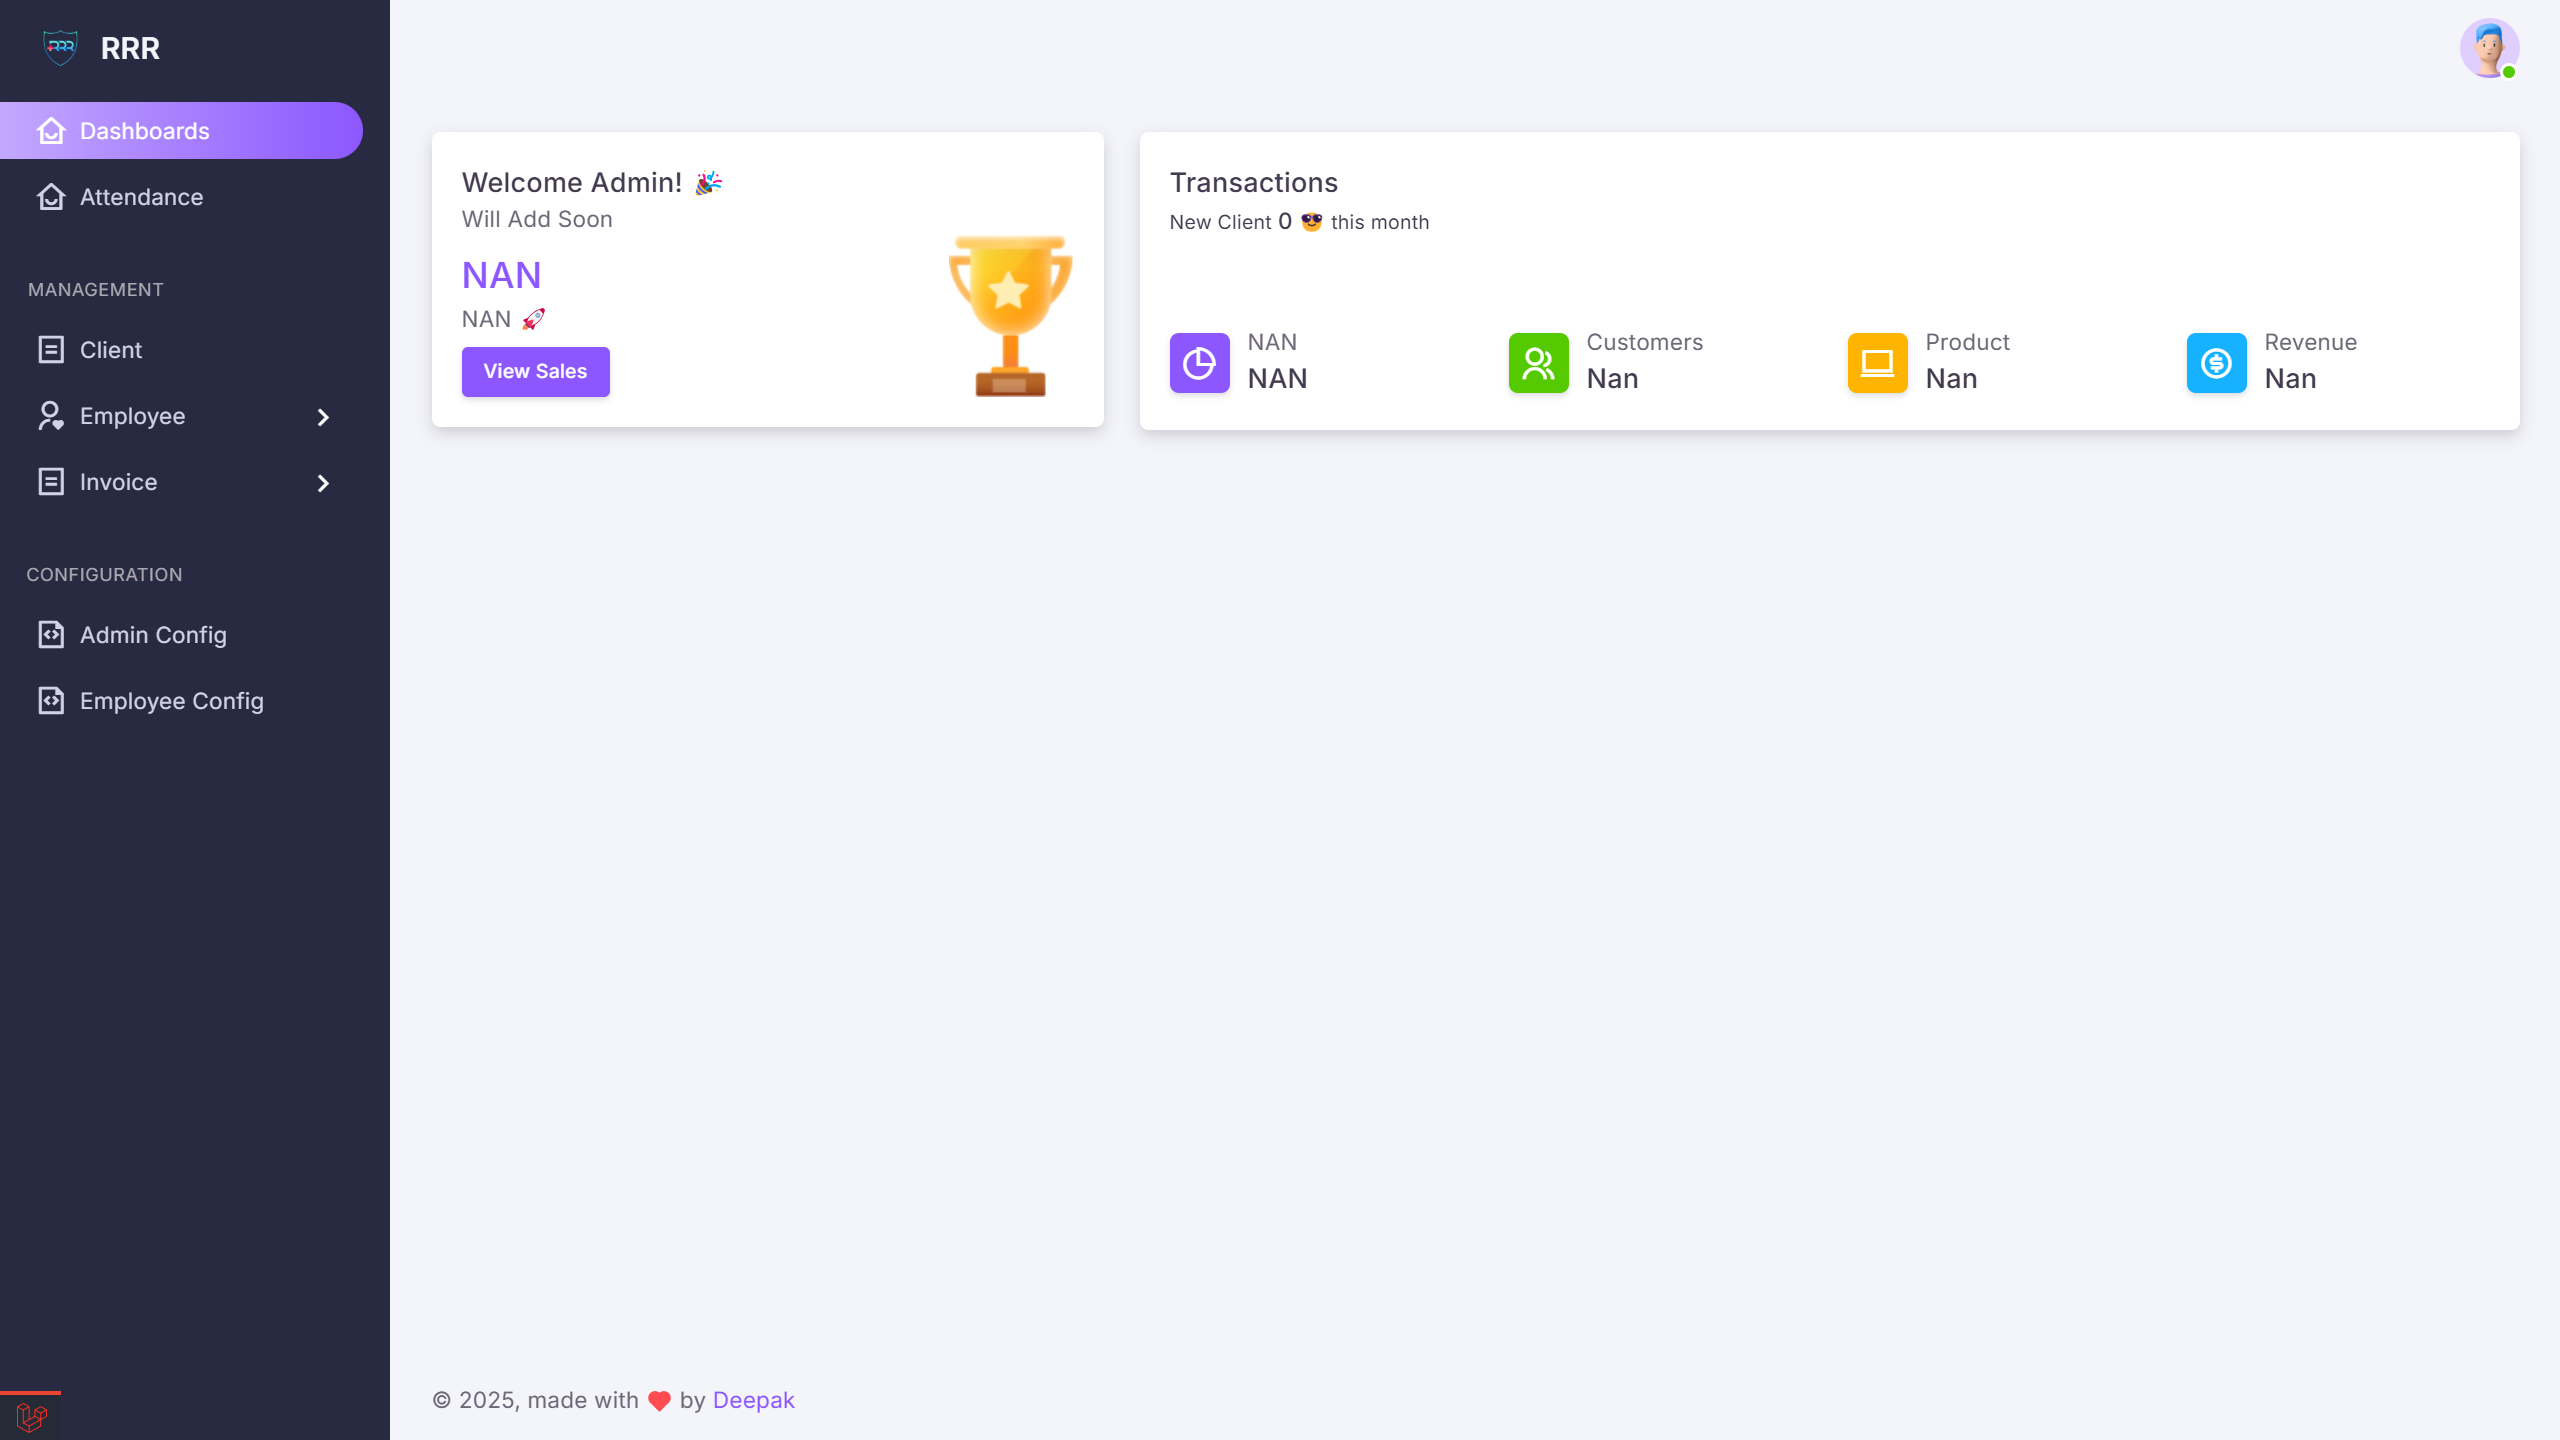 RRR
RRR
Dashboards
Attendance
MANAGEMENT
Client
Employee
Invoice
CONFIGURATION
Admin Config
Employee Config
Welcome Admin! 🎉
Will Add Soon
NAN
NAN 🚀
View Sales
Transactions
New Client 0 😎 this month
NAN
NAN
Customers
Nan
Product
Nan
Revenue
Nan
© 2025, made with ❤️ by Deepak